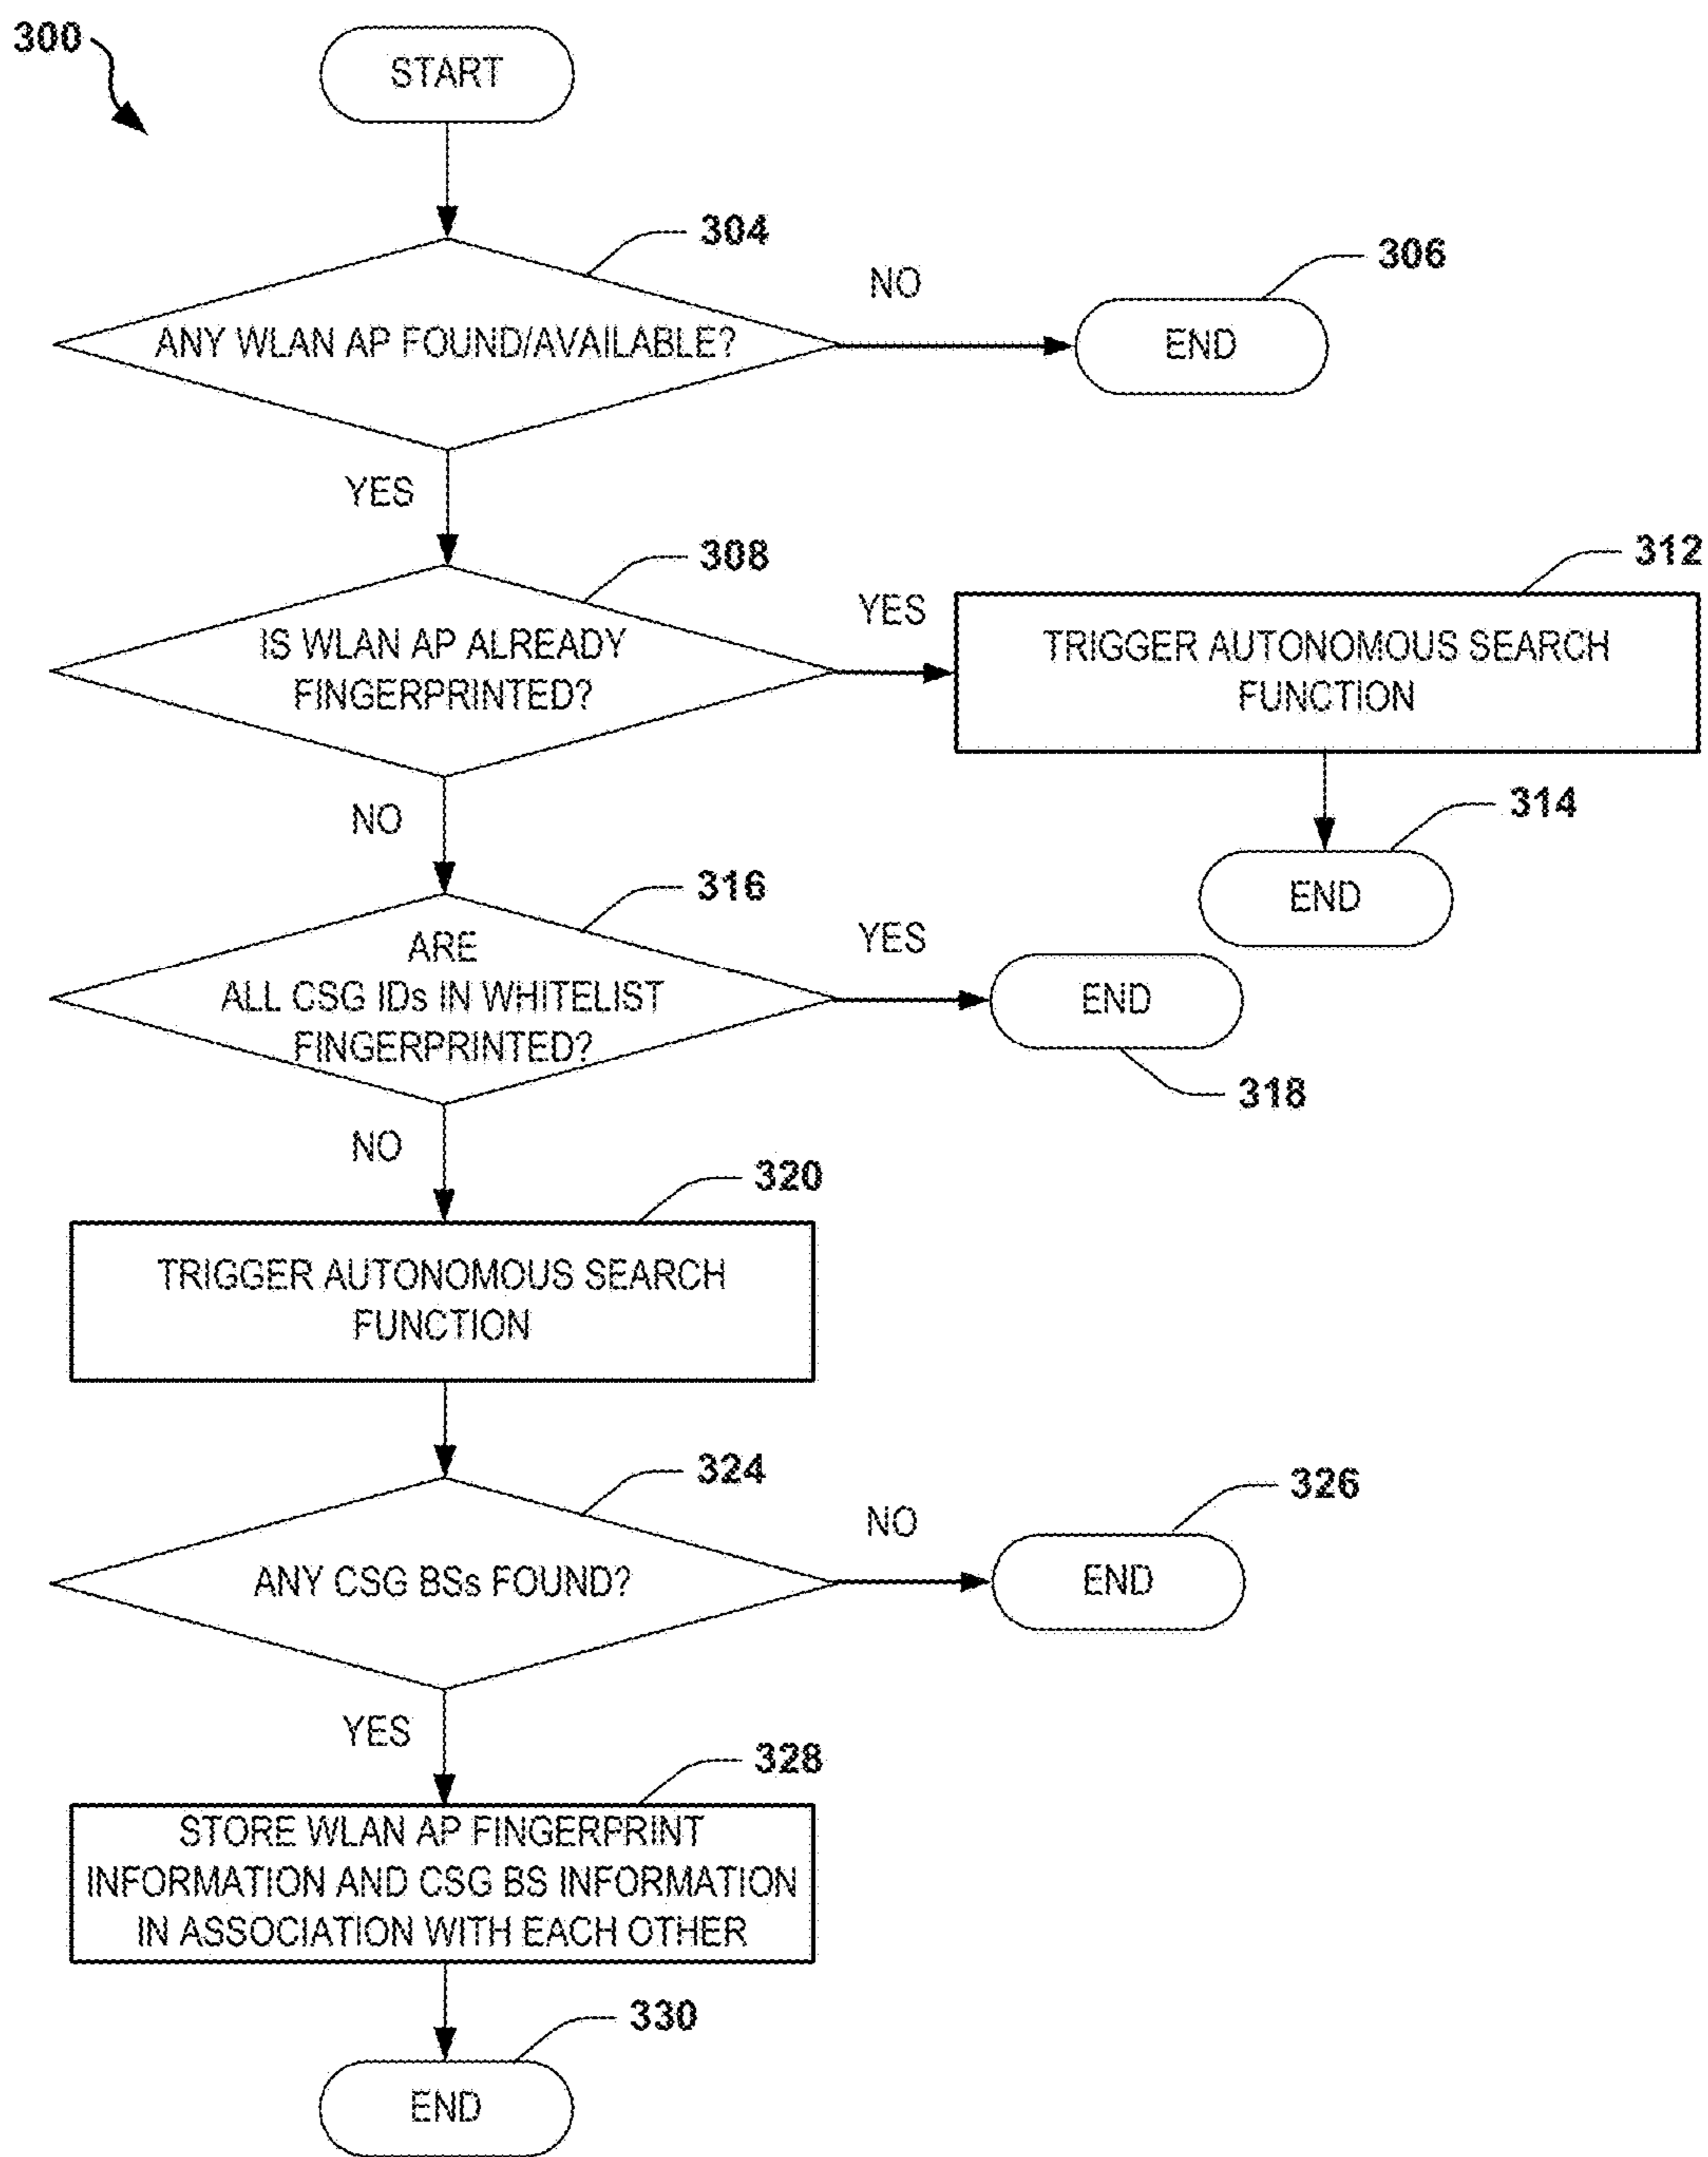 300
START
304
ANY WLAN AP FOUND/AVAILABLE?
NO
306
END
YES
308
IS WLAN AP ALREADY
FINGERPRINTED?
YES
312
TRIGGER AUTONOMOUS SEARCH
FUNCTION
314
END
NO
316
ARE
ALL CSG IDs IN WHITELIST
FINGERPRINTED?
YES
END
318
NO
320
TRIGGER AUTONOMOUS SEARCH
FUNCTION
324
ANY CSG BSs FOUND?
NO
326
END
YES
328
STORE WLAN AP FINGERPRINT
INFORMATION AND CSG BS INFORMATION
IN ASSOCIATION WITH EACH OTHER
330
END